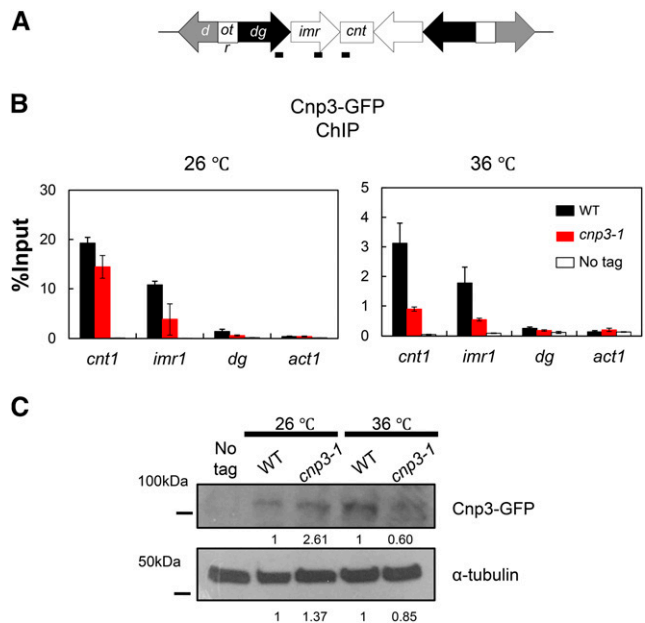 A
d ot r dg imr cnt
B
Cnp3-GFP
ChIP
26 °C 36 °C
%Input
30
20
10
0
cnt1 imr1 dg act1
5
4
3
2
1
0
cnt1 imr1 dg act1
WT
cnp3-1
No tag
C
26 °C 36 °C
No tag WT cnp3-1 WT cnp3-1
100kDa
Cnp3-GFP
1 2.61 1 0.60
50kDa
α-tubulin
1 1.37 1 0.85